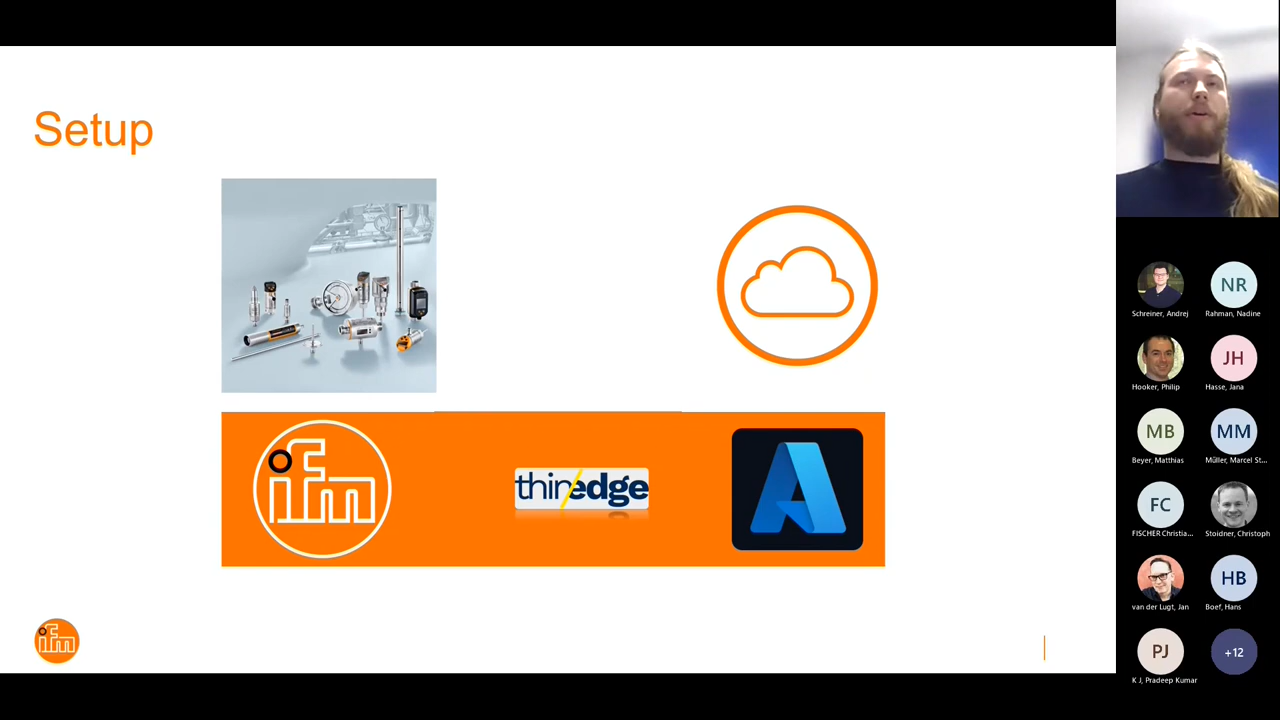 Setup
ifm
thin/edge
ifm
NR
Schreiner, Andrej
Rahman, Nadine
JH
Hooker, Philip
Hasse, Jana
MB
MM
Beyer, Matthias
Müller, Marcel St...
FC
FISCHER Christia...
Stoidner, Christoph
HB
van der Lugt, Jan
Boef, Hans
PJ
+12
K J, Pradeep Kumar